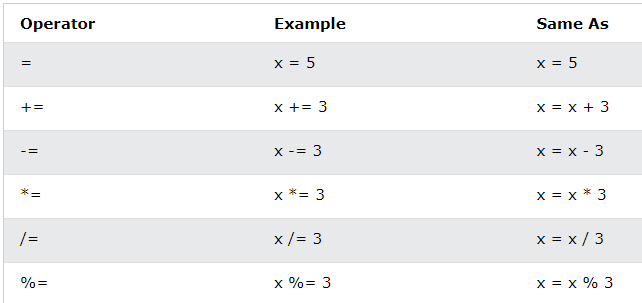 Operator Example Same As
= x = 5 x = 5
+= x += 3 x = x + 3
-= x -= 3 x = x - 3
*= x *= 3 x = x * 3
/= x /= 3 x = x / 3
%= x %= 3 x = x % 3